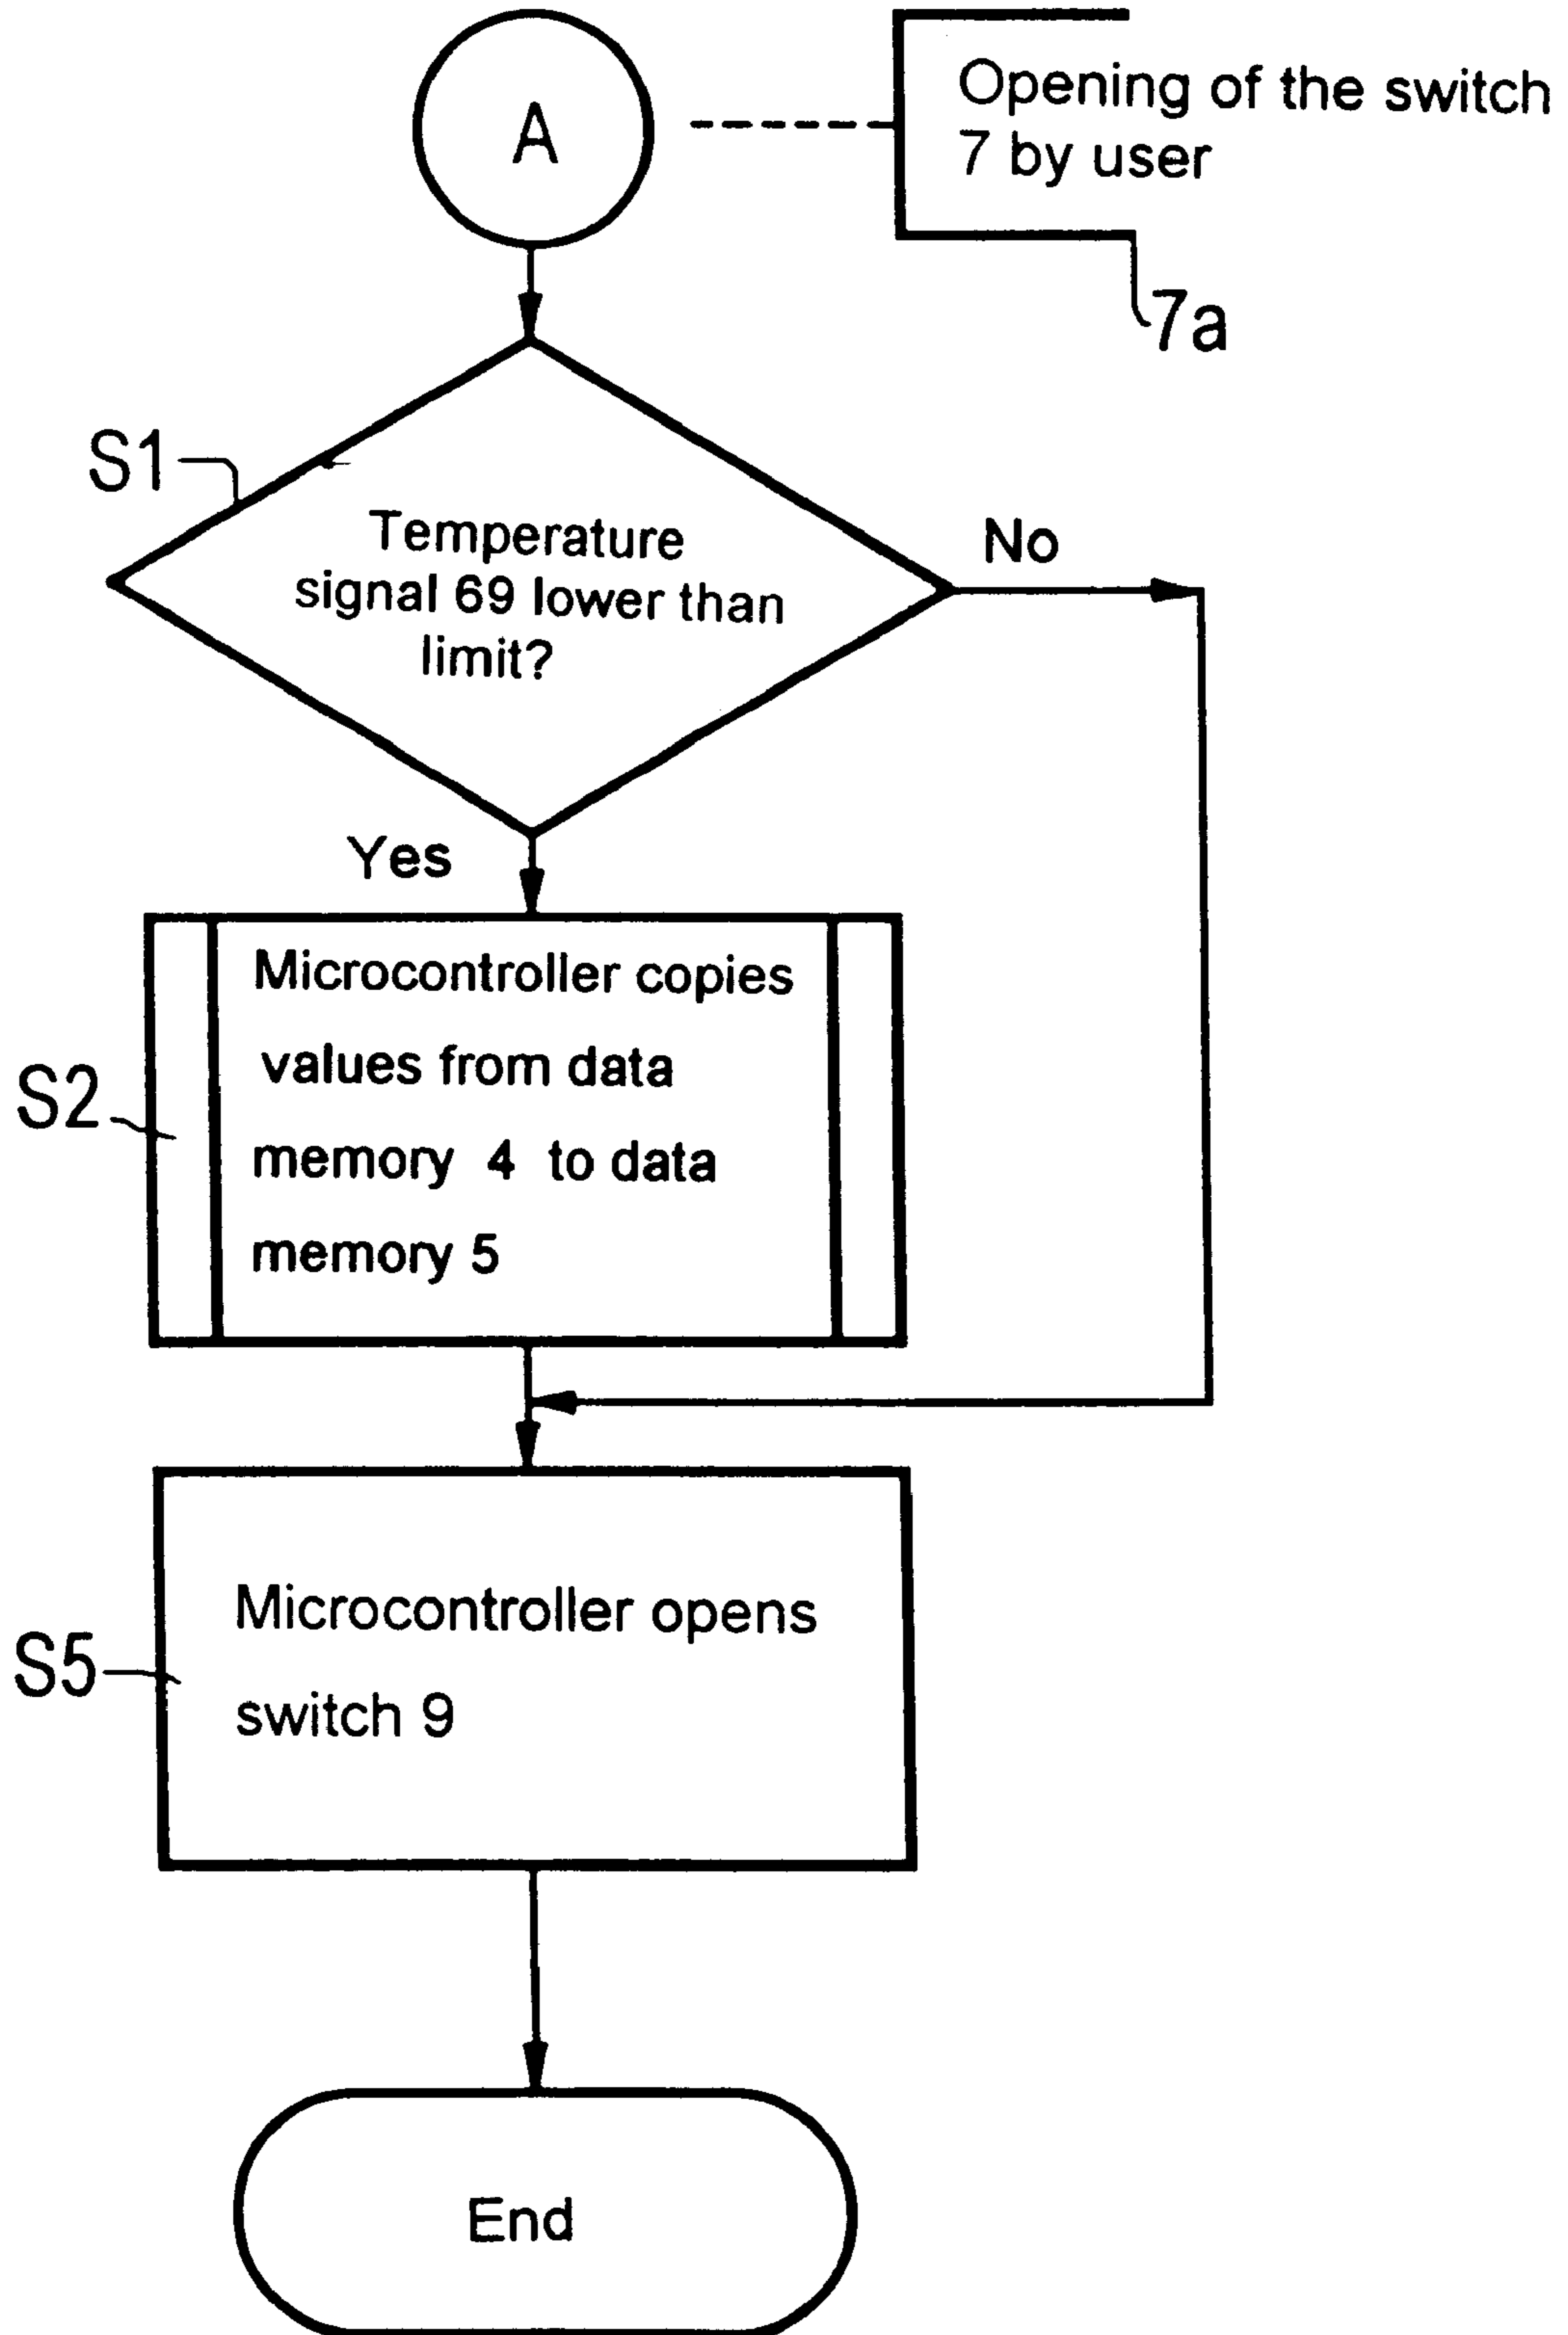 A
Opening of the switch
7 by user
7a
S1
Temperature
signal 69 lower than
limit?
No
Yes
S2
Microcontroller copies
values from data
memory 4 to data
memory 5
S5
Microcontroller opens
switch 9
End